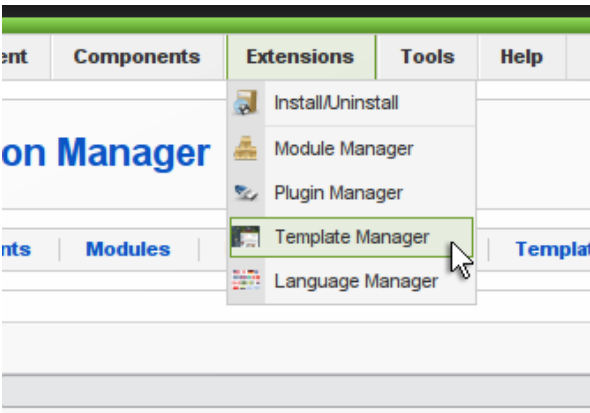 ent Components Extensions Tools Help
Install/Uninstall
on Manager
Module Manager
Plugin Manager
Template Manager
nts Modules Templat
Language Manager